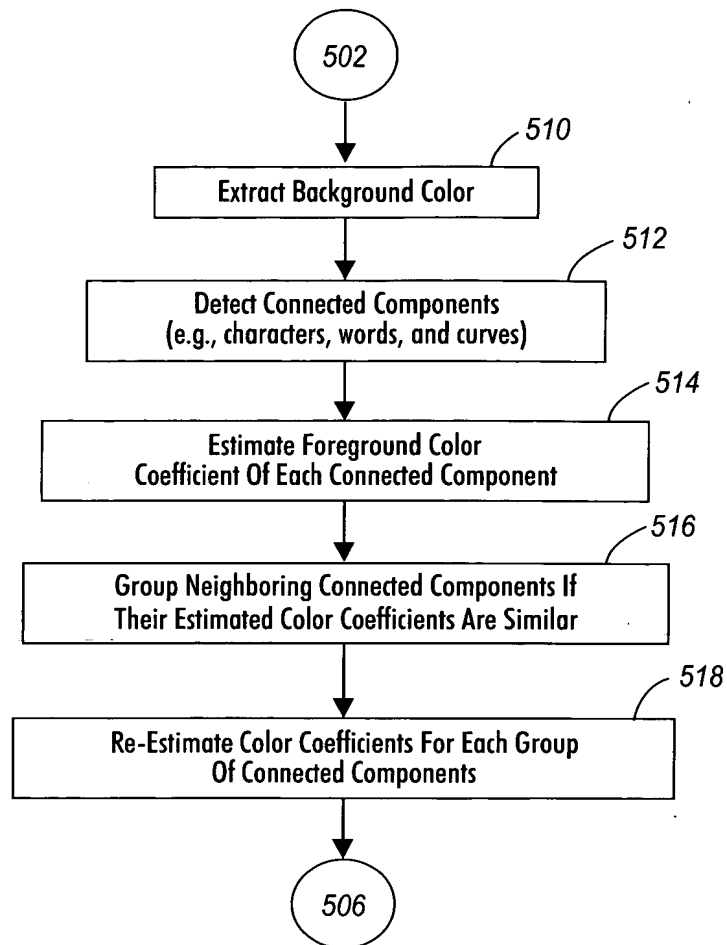 502
510
Extract Background Color
512
Detect Connected Components
(e.g., characters, words, and curves)
514
Estimate Foreground Color
Coefficient Of Each Connected Component
516
Group Neighboring Connected Components If
Their Estimated Color Coefficients Are Similar
518
Re-Estimate Color Coefficients For Each Group
Of Connected Components
506